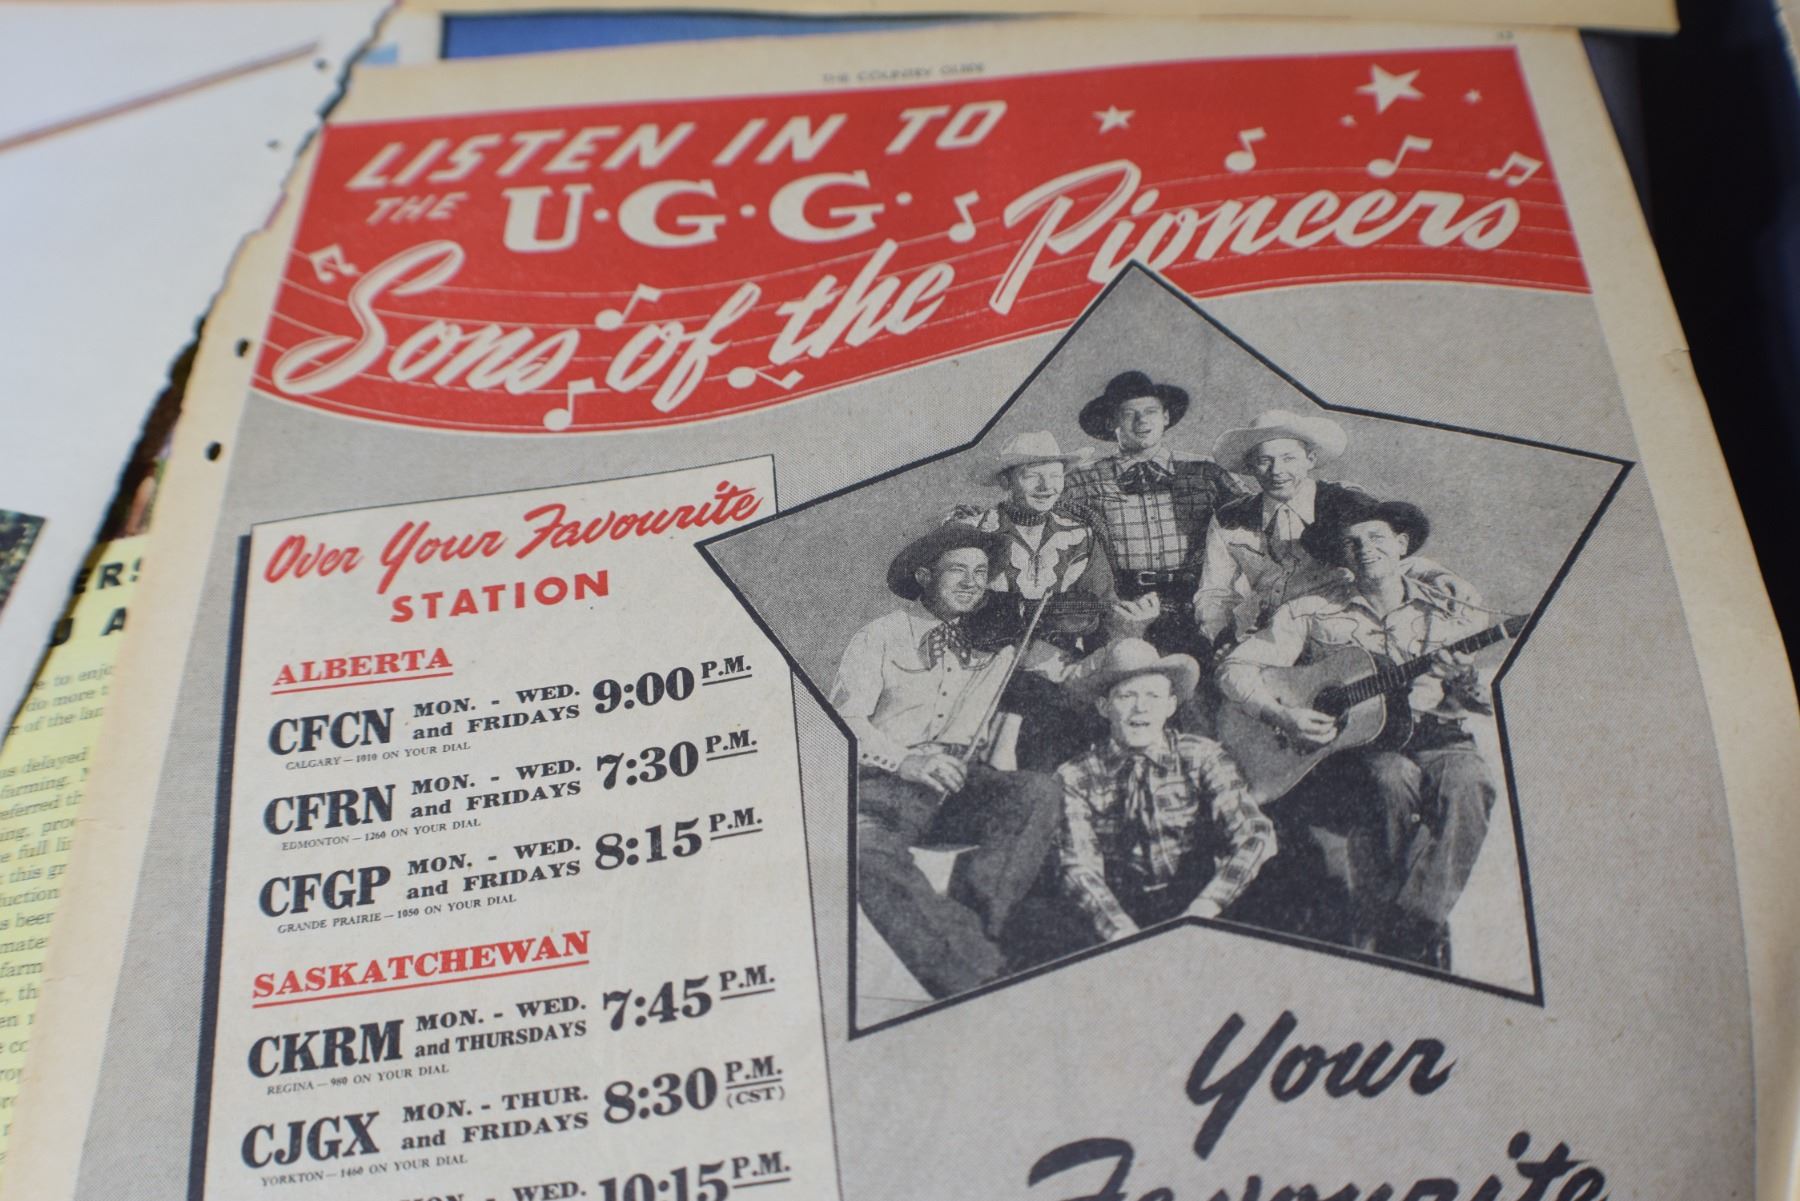 THE COUNTRY GUIDE
LISTEN IN TO
THE U·G·G·
Sons of the Pioneers
Over Your Favourite
STATION
ALBERTA
CFCN MON. - WED. and FRIDAYS 9:00 P.M.
CALGARY — 1010 ON YOUR DIAL
CFRN MON. - WED. and FRIDAYS 7:30 P.M.
EDMONTON — 1260 ON YOUR DIAL
CFGP MON. - WED. and FRIDAYS 8:15 P.M.
GRANDE PRAIRIE — 1050 ON YOUR DIAL
SASKATCHEWAN
CKRM MON. - WED. and THURSDAYS 7:45 P.M.
REGINA — 980 ON YOUR DIAL
CJGX MON. - THUR. and FRIDAYS 8:30 P.M. (CST)
YORKTON — 1460 ON YOUR DIAL
MON. - WED. 10:15 P.M.
Your
Favourite